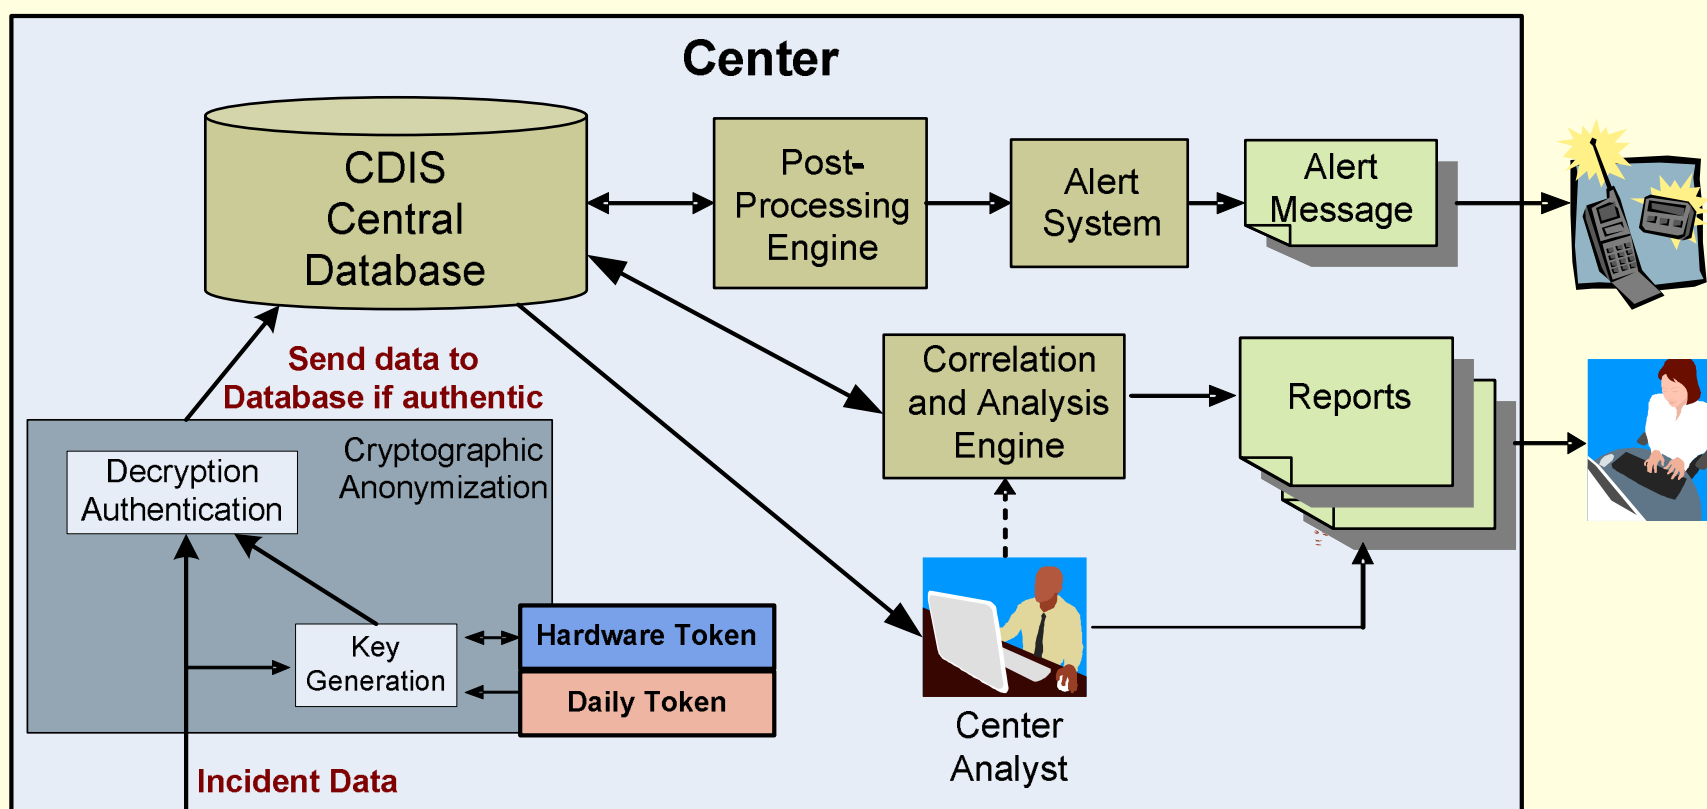 Center
CDIS
Central
Database
Post-
Processing
Engine
Alert
System
Alert
Message
Send data to
Database if authentic
Correlation
and Analysis
Engine
Reports
Cryptographic
Anonymization
Decryption
Authentication
Key
Generation
Hardware Token
Daily Token
Center
Analyst
Incident Data